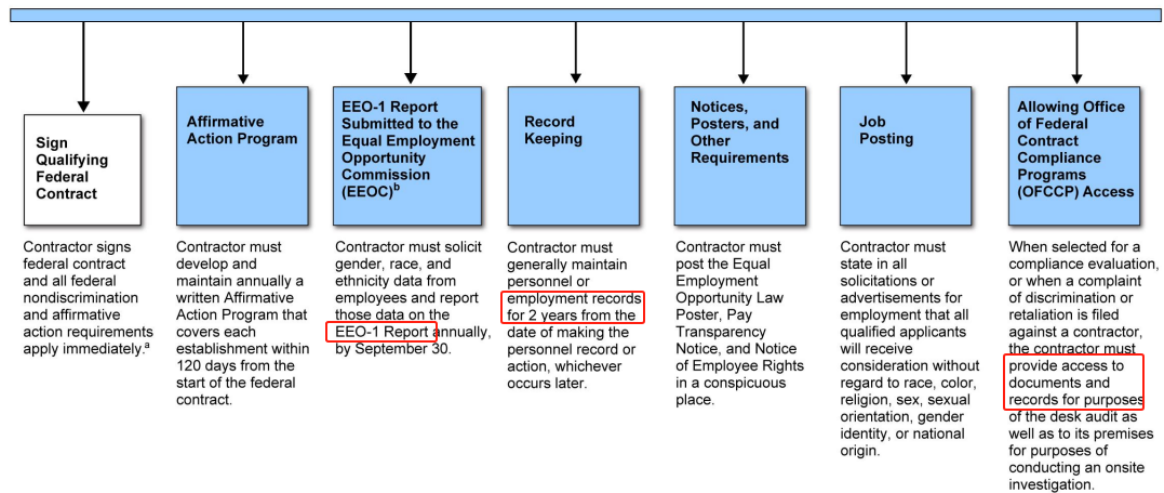 Sign
Qualifying
Federal
Contract
Contractor signs
federal contract
and all federal
nondiscrimination
and affirmative
action requirements
apply immediately.ª
Affirmative
Action Program
Contractor must
develop and
maintain annually a
written Affirmative
Action Program that
covers each
establishment within
120 days from the
start of the federal
contract.
EEO-1 Report
Submitted to the
Equal Employment
Opportunity
Commission
(EEOC)ᵇ
Contractor must solicit
gender, race, and
ethnicity data from
employees and report
those data on the
EEO-1 Report annually,
by September 30.
Record
Keeping
Contractor must
generally maintain
personnel or
employment records
for 2 years from the
date of making the
personnel record or
action, whichever
occurs later.
Notices,
Posters, and
Other
Requirements
Contractor must
post the Equal
Employment
Opportunity Law
Poster, Pay
Transparency
Notice, and Notice
of Employee Rights
in a conspicuous
place.
Job
Posting
Contractor must
state in all
solicitations or
advertisements for
employment that all
qualified applicants
will receive
consideration without
regard to race, color,
religion, sex, sexual
orientation, gender
identity, or national
origin.
Allowing Office
of Federal
Contract
Compliance
Programs
(OFCCP) Access
When selected for a
compliance evaluation,
or when a complaint
of discrimination or
retaliation is filed
against a contractor,
the contractor must
provide access to
documents and
records for purposes
of the desk audit as
well as to its premises
for purposes of
conducting an onsite
investigation.